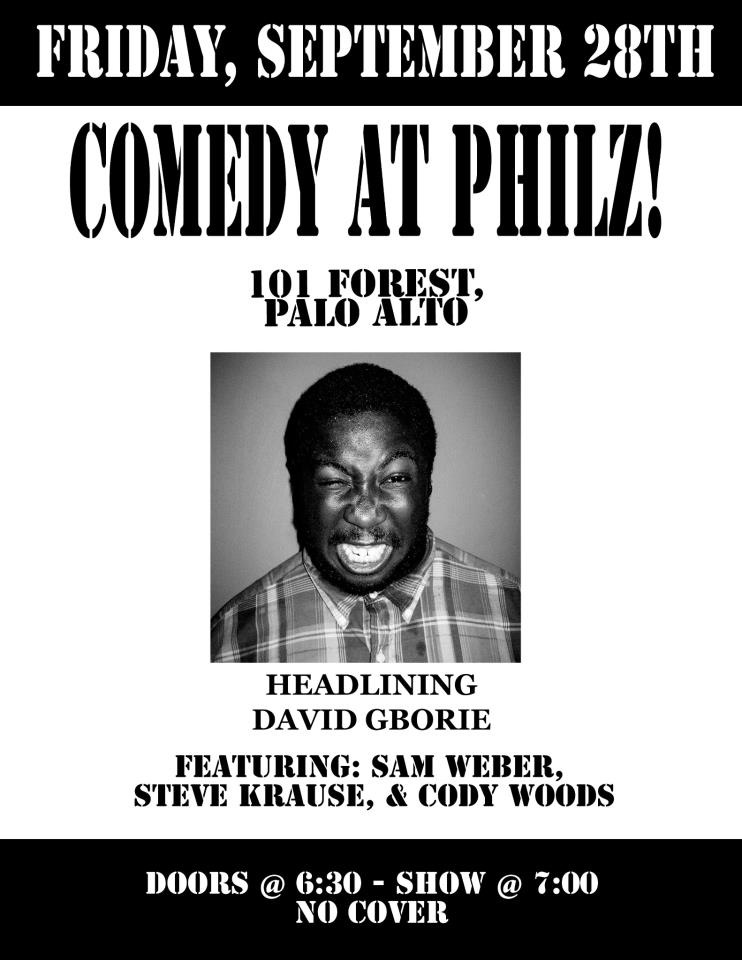 FRIDAY, SEPTEMBER 28TH
COMEDY AT PHILZ!
101 FOREST,
PALO ALTO
HEADLINING
DAVID GBORIE
FEATURING: SAM WEBER,
STEVE KRAUSE, & CODY WOODS
DOORS @ 6:30 - SHOW @ 7:00
NO COVER